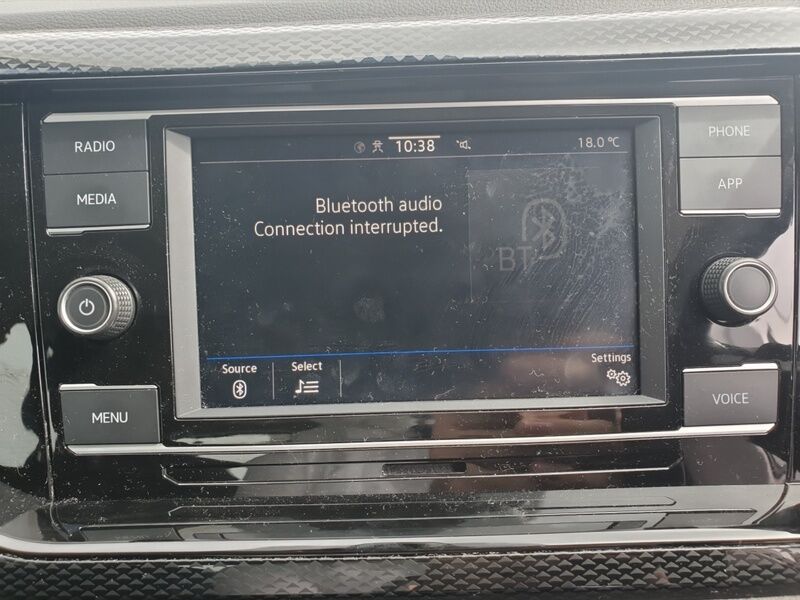 10:38
18.0 °C
RADIO
MEDIA
PHONE
APP
Bluetooth audio
Connection interrupted.
BT
Source
Select
Settings
MENU
VOICE